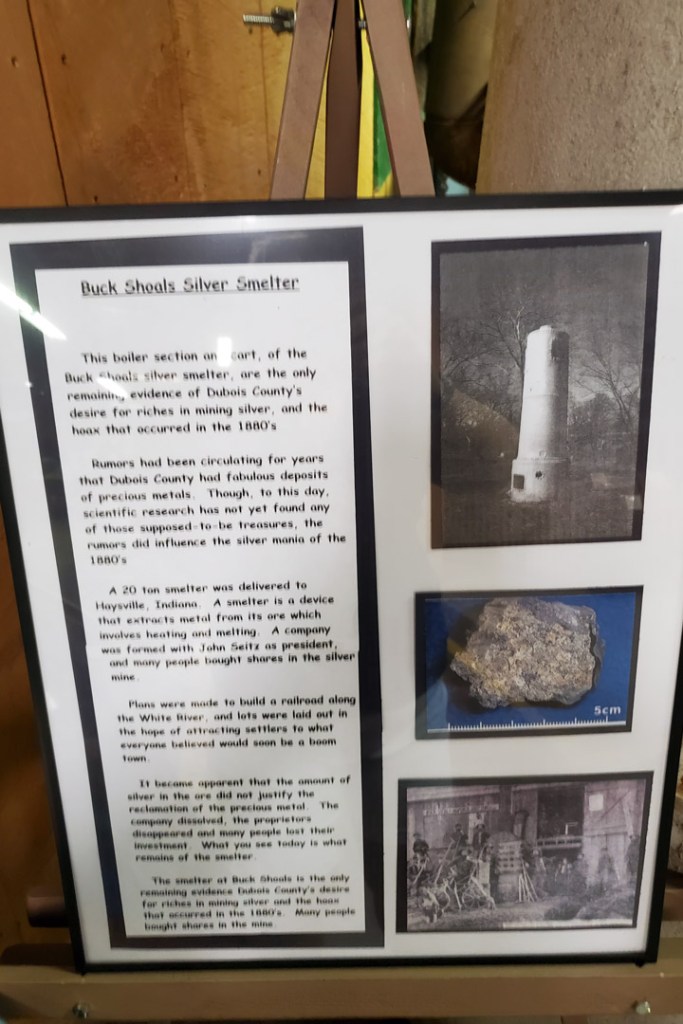 Buck Shoals Silver Smelter
This boiler section an cart, of the
Buck Shoals silver smelter, are the only
remaining evidence of Dubois County's
desire for riches in mining silver, and the
hoax that occurred in the 1880's
Rumors had been circulating for years
that Dubois County had fabulous deposits
of precious metals. Though, to this day,
scientific research has not yet found any
of those supposed-to-be treasures, the
rumors did influence the silver mania of the
1880's
A 20 ton smelter was delivered to
Haysville, Indiana. A smelter is a device
that extracts metal from its ore which
involves heating and melting. A company
was formed with John Seitz as president,
and many people bought shares in the silver
mine.
Plans were made to build a railroad along
the White River, and lots were laid out in
the hope of attracting settlers to what
everyone believed would soon be a boom
town.
It became apparent that the amount of
silver in the ore did not justify the
reclamation of the precious metal. The
company dissolved, the proprietors
disappeared and many people lost their
investment. What you see today is what
remains of the smelter.
The smelter at Buck Shoals is the only
remaining evidence Dubois County's desire
for riches in mining silver and the hoax
that occurred in the 1880's. Many people
bought shares in the mine.
5cm